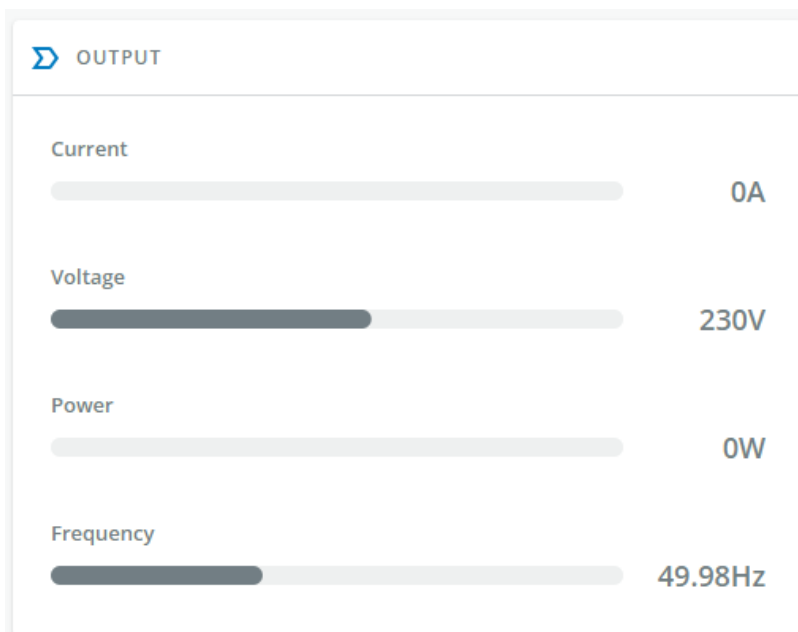 OUTPUT
Current
0A
Voltage
230V
Power
0W
Frequency
49.98Hz